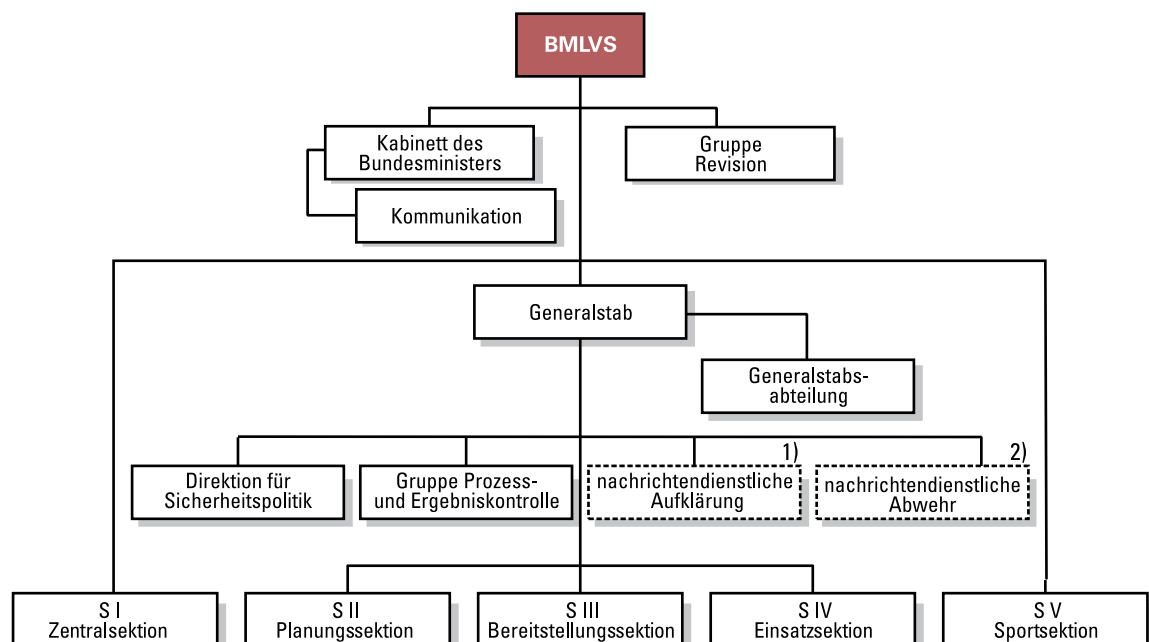 BMLVS
Kabinett des
Bundesministers
Gruppe
Revision
Kommunikation
Generalstab
Generalstabs-
abteilung
Direktion für
Sicherheitspolitik
Gruppe Prozess-
und Ergebniskontrolle
1)
nachrichtendienstliche
Aufklärung
2)
nachrichtendienstliche
Abwehr
S I
Zentralsektion
S II
Planungssektion
S III
Bereitstellungssektion
S IV
Einsatzsektion
S V
Sportsektion